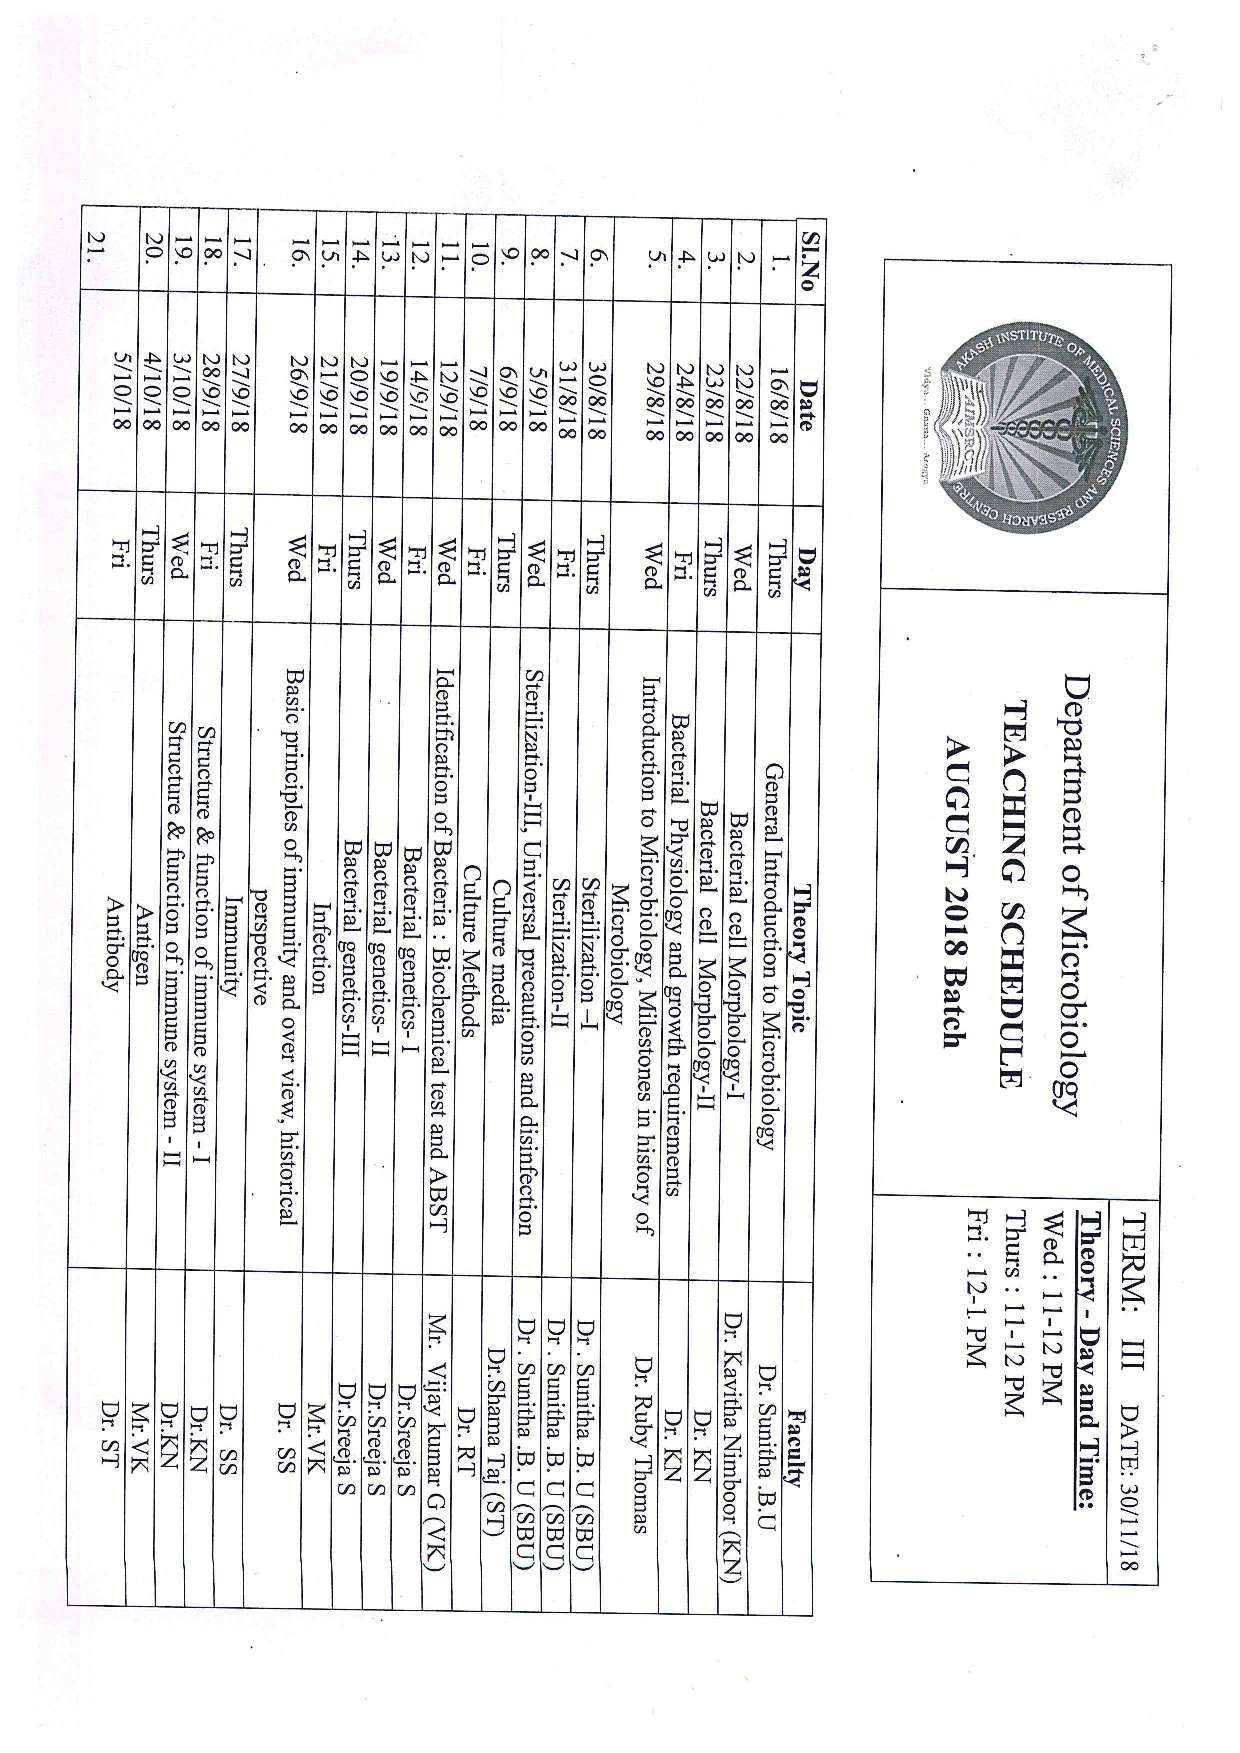 AKASH INSTITUTE OF MEDICAL SCIENCES AND RESEARCH CENTRE
AIMSRC
Vidya... Gnana... Arogya
Department of Microbiology
TEACHING SCHEDULE
AUGUST 2018 Batch
TERM: III DATE: 30/11/18
Theory - Day and Time:
Wed : 11-12 PM
Thurs : 11-12 PM
Fri : 12-1 PM
Sl.No Date Day Theory Topic Faculty
1. 16/8/18 Thurs General Introduction to Microbiology Dr. Sunitha .B.U
2. 22/8/18 Wed Bacterial cell Morphology-I Dr. Kavitha Nimboor (KN)
3. 23/8/18 Thurs Bacterial cell Morphology-II Dr. KN
4. 24/8/18 Fri Bacterial Physiology and growth requirements Dr. KN
5. 29/8/18 Wed Introduction to Microbiology, Milestones in history of Dr. Ruby Thomas
Microbiology
6. 30/8/18 Thurs Sterilization –I Dr . Sunitha .B. U (SBU)
7. 31/8/18 Fri Sterilization-II Dr . Sunitha .B. U (SBU)
8. 5/9/18 Wed Sterilization-III, Universal precautions and disinfection Dr . Sunitha .B. U (SBU)
9. 6/9/18 Thurs Culture media Dr.Shama Taj (ST)
10. 7/9/18 Fri Culture Methods Dr. RT
11. 12/9/18 Wed Identification of Bacteria : Biochemical test and ABST Mr. Vijay kumar G (VK)
12. 14/9/18 Fri Bacterial genetics- I Dr.Sreeja S
13. 19/9/18 Wed Bacterial genetics- II Dr.Sreeja S
14. 20/9/18 Thurs Bacterial genetics-III Dr.Sreeja S
15. 21/9/18 Fri Infection Mr.VK
16. 26/9/18 Wed Basic principles of immunity and over view, historical Dr. SS
perspective
17. 27/9/18 Thurs Immunity Dr. SS
18. 28/9/18 Fri Structure & function of immune system - I Dr.KN
19. 3/10/18 Wed Structure & function of immune system - II Dr.KN
20. 4/10/18 Thurs Antigen Mr.VK
21. 5/10/18 Fri Antibody Dr. ST